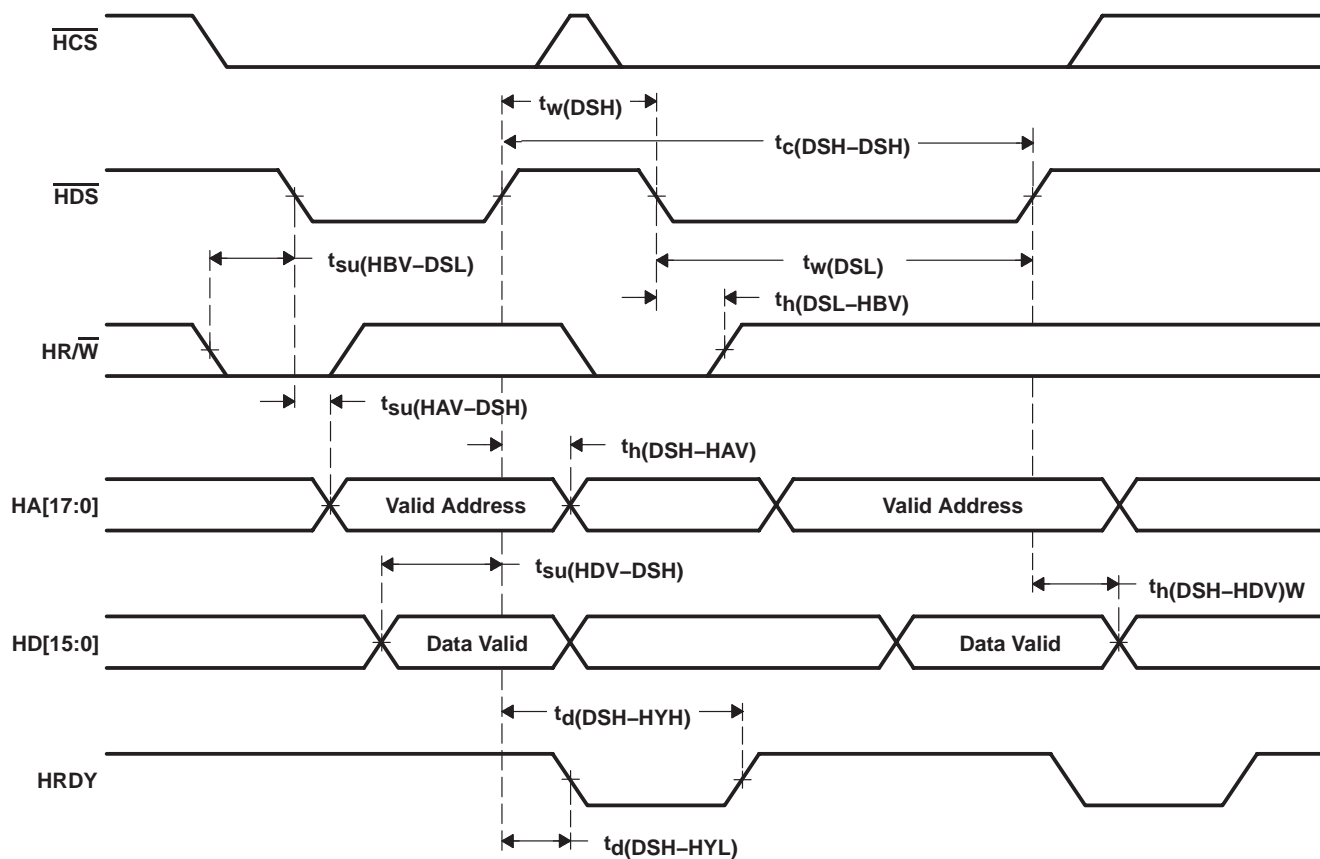 HCS
tw(DSH)
tc(DSH–DSH)
HDS
tsu(HBV–DSL)
tw(DSL)
th(DSL–HBV)
HR/W
tsu(HAV–DSH)
th(DSH–HAV)
HA[17:0] Valid Address Valid Address
tsu(HDV–DSH)
th(DSH–HDV)W
HD[15:0] Data Valid Data Valid
td(DSH–HYH)
HRDY
td(DSH–HYL)